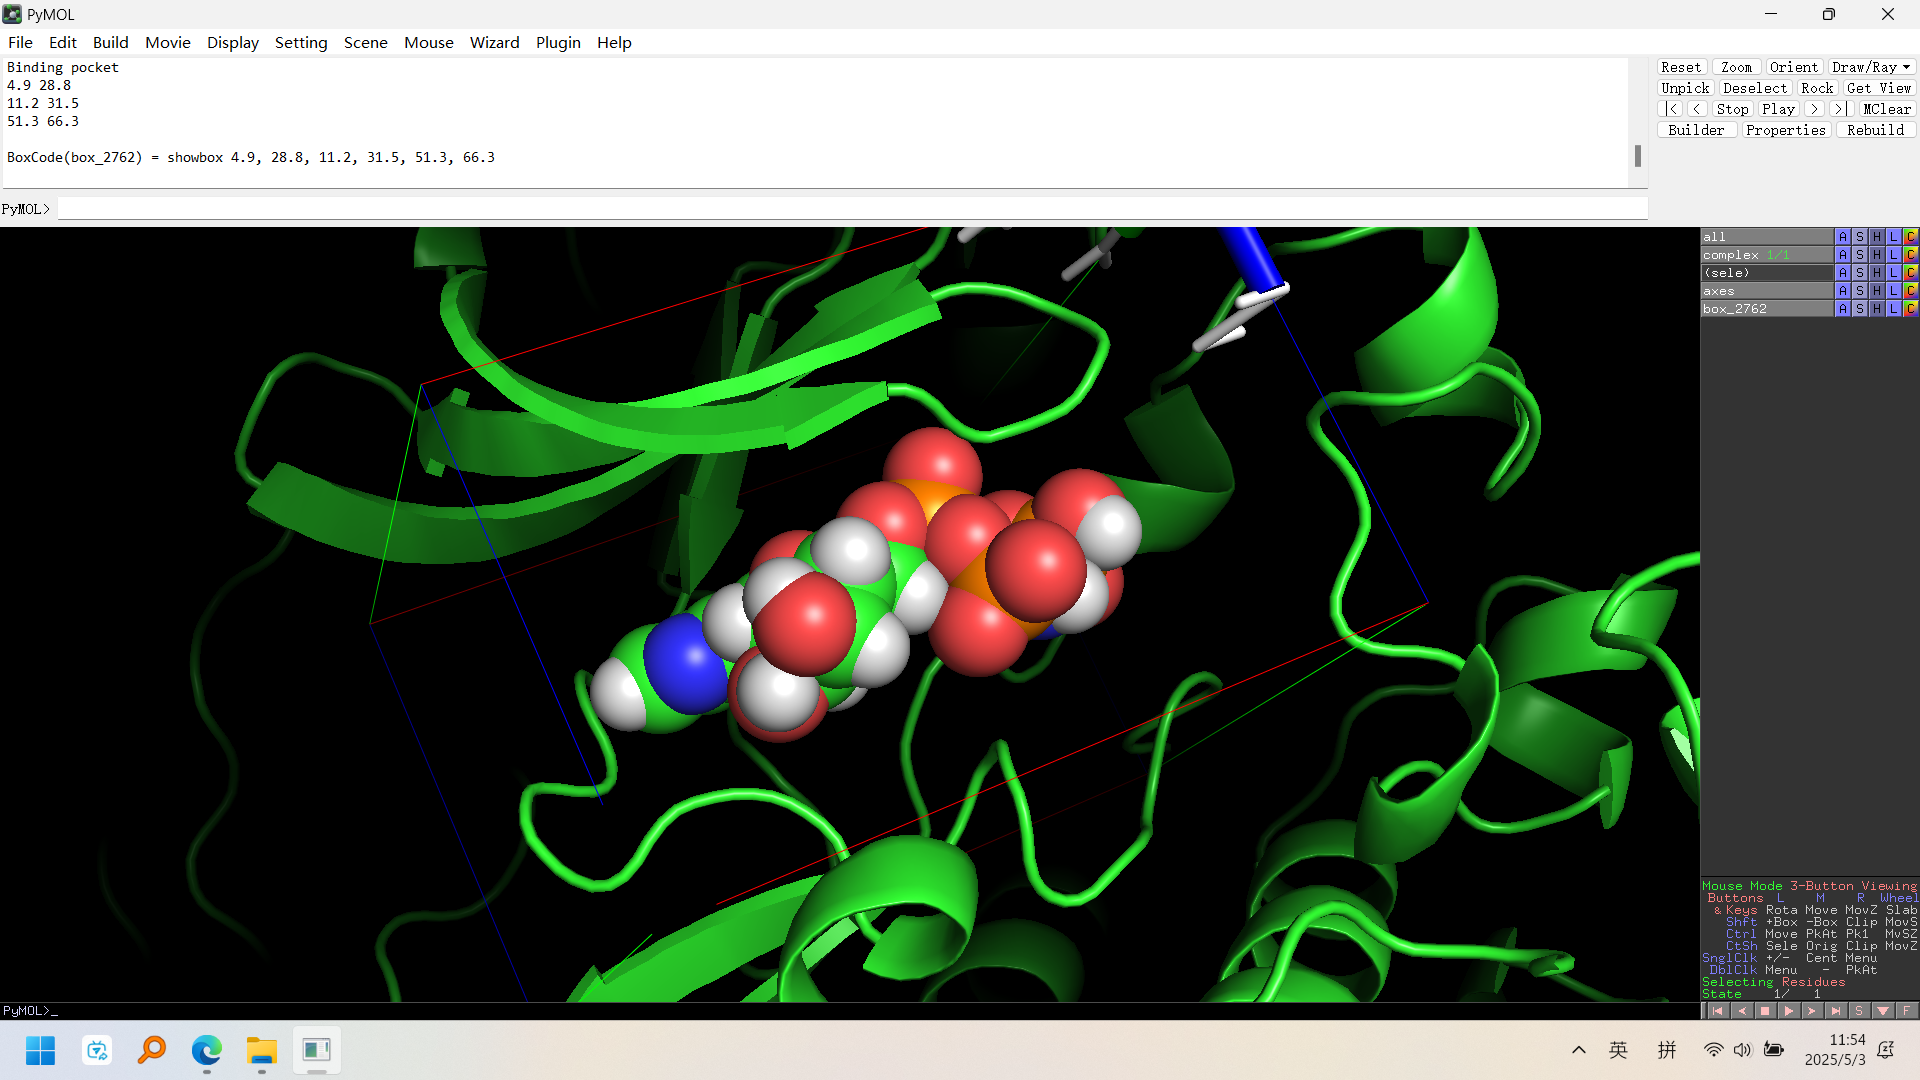 PyMOL
File Edit Build Movie Display Setting Scene Mouse Wizard Plugin Help
Binding pocket
4.9 28.8
11.2 31.5
51.3 66.3
BoxCode(box_2762) = showbox 4.9, 28.8, 11.2, 31.5, 51.3, 66.3
PyMOL>
Reset Zoom Orient Draw/Ray
Unpick Deselect Rock Get View
|< < Stop Play > >| MClear
Builder Properties Rebuild
all A S H L C
complex 1/1 A S H L C
(sele) A S H L C
axes A S H L C
box_2762 A S H L C
Mouse Mode 3-Button Viewing
Buttons L M R Wheel
& Keys Rota Move MovZ Slab
Shft +Box -Box Clip MovS
Ctrl Move PkAt Pk1 MvSZ
CtSh Sele Orig Clip MovZ
SnglClk +/- Cent Menu
DblClk Menu - PkAt
Selecting Residues
State 1/ 1
PyMOL>_
S F
英 拼
11:54
2025/5/3